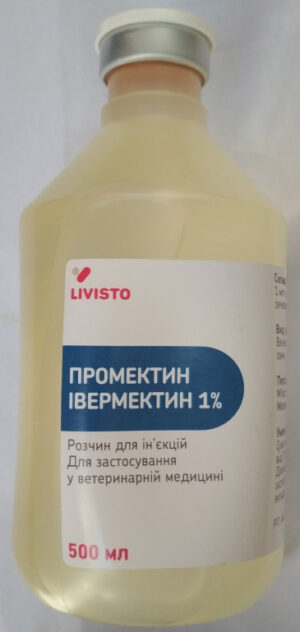 LIVISTO
ПРОМЕКТИН
ІВЕРМЕКТИН 1%
Розчин для ін'єкцій
Для застосування
у ветеринарній медицині
500 мл